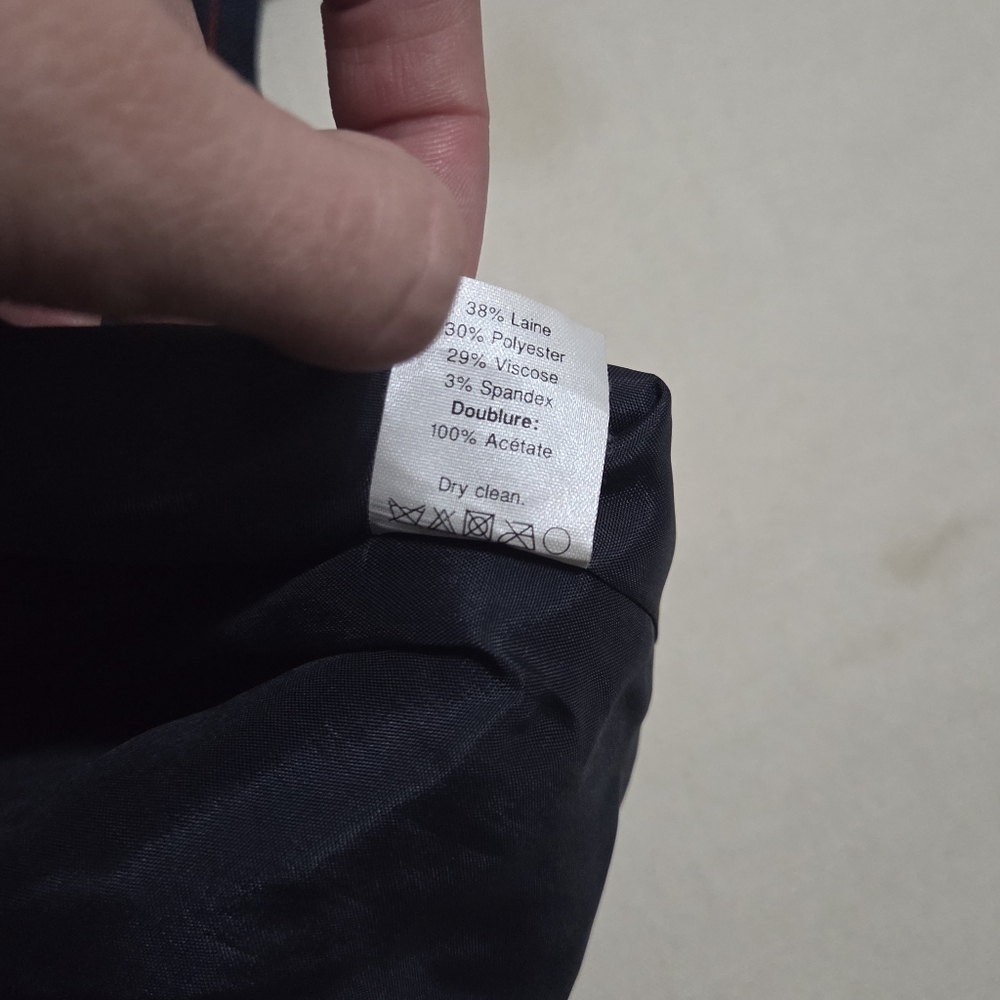 38% Laine
30% Polyester
29% Viscose
3% Spandex
Doublure:
100% Acétate
Dry clean.